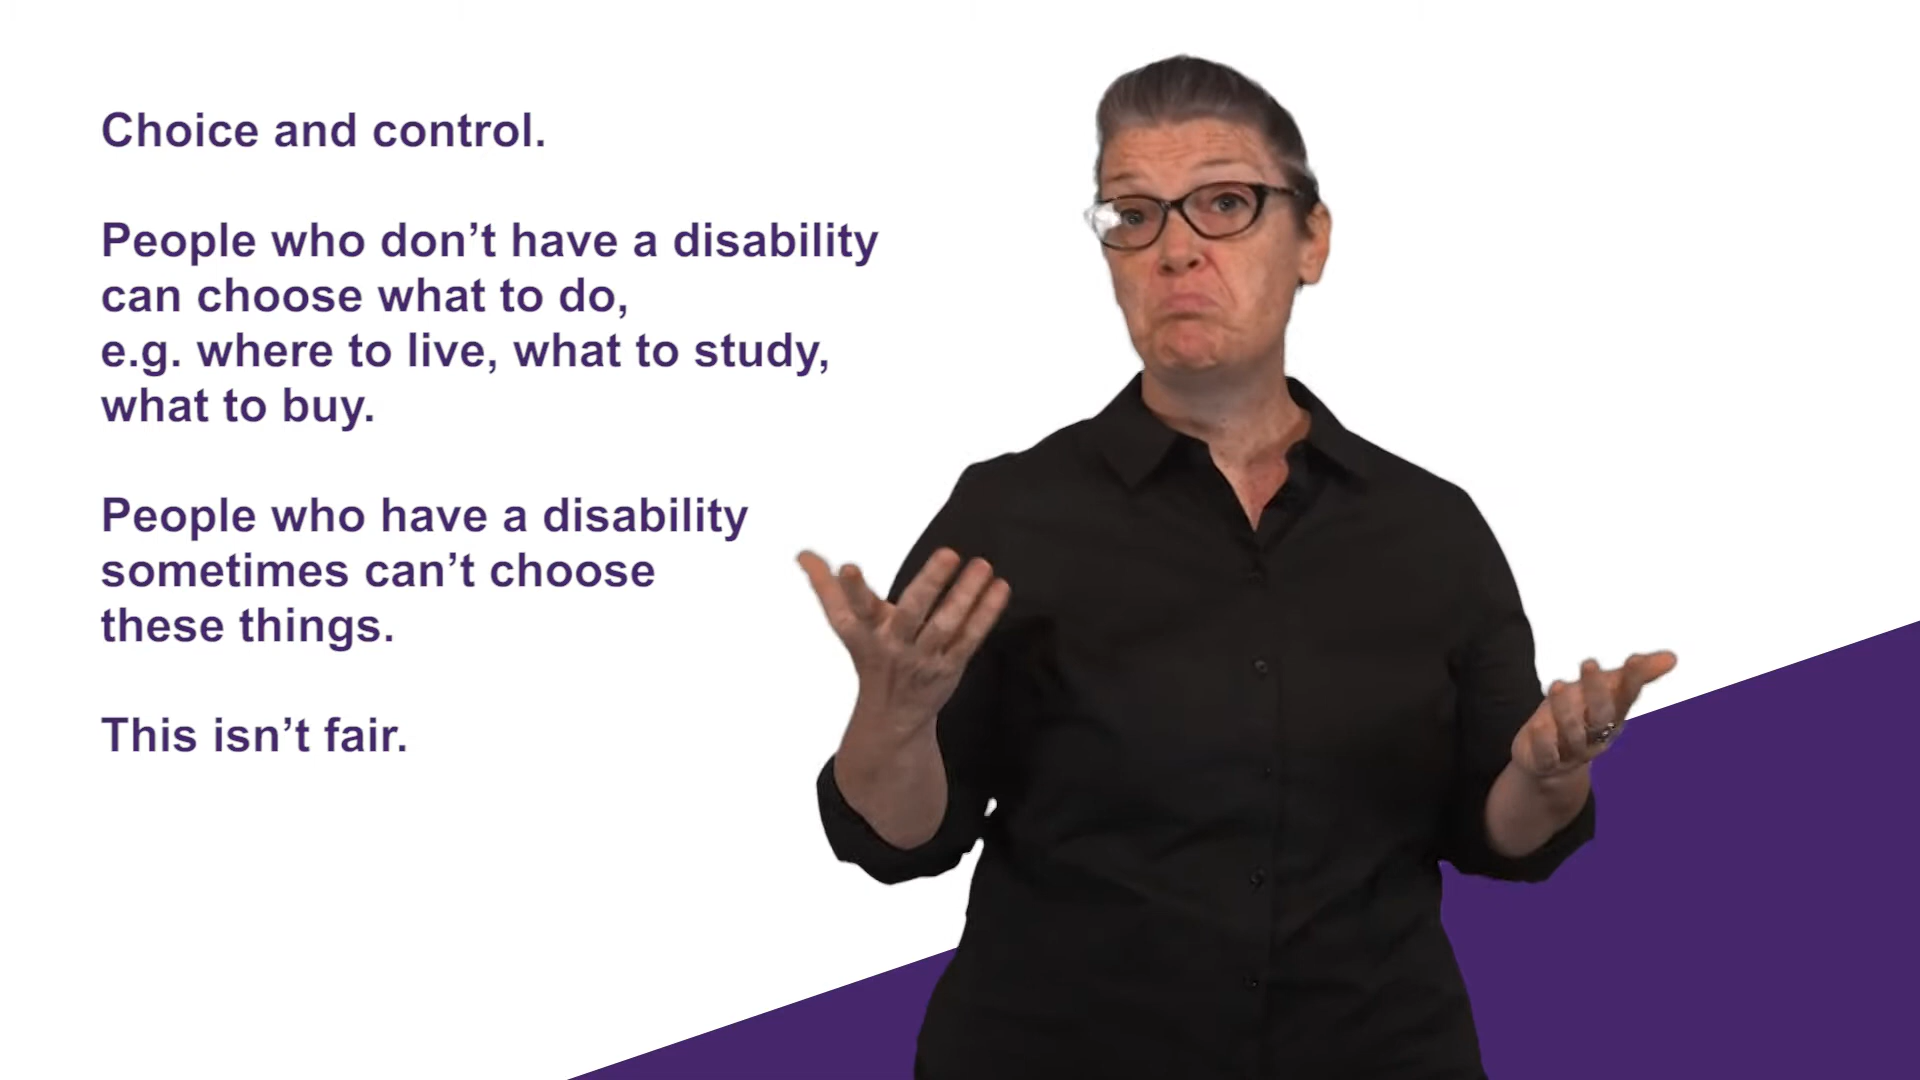 Choice and control.
People who don’t have a disability
can choose what to do,
e.g. where to live, what to study,
what to buy.
People who have a disability
sometimes can’t choose
these things.
This isn’t fair.